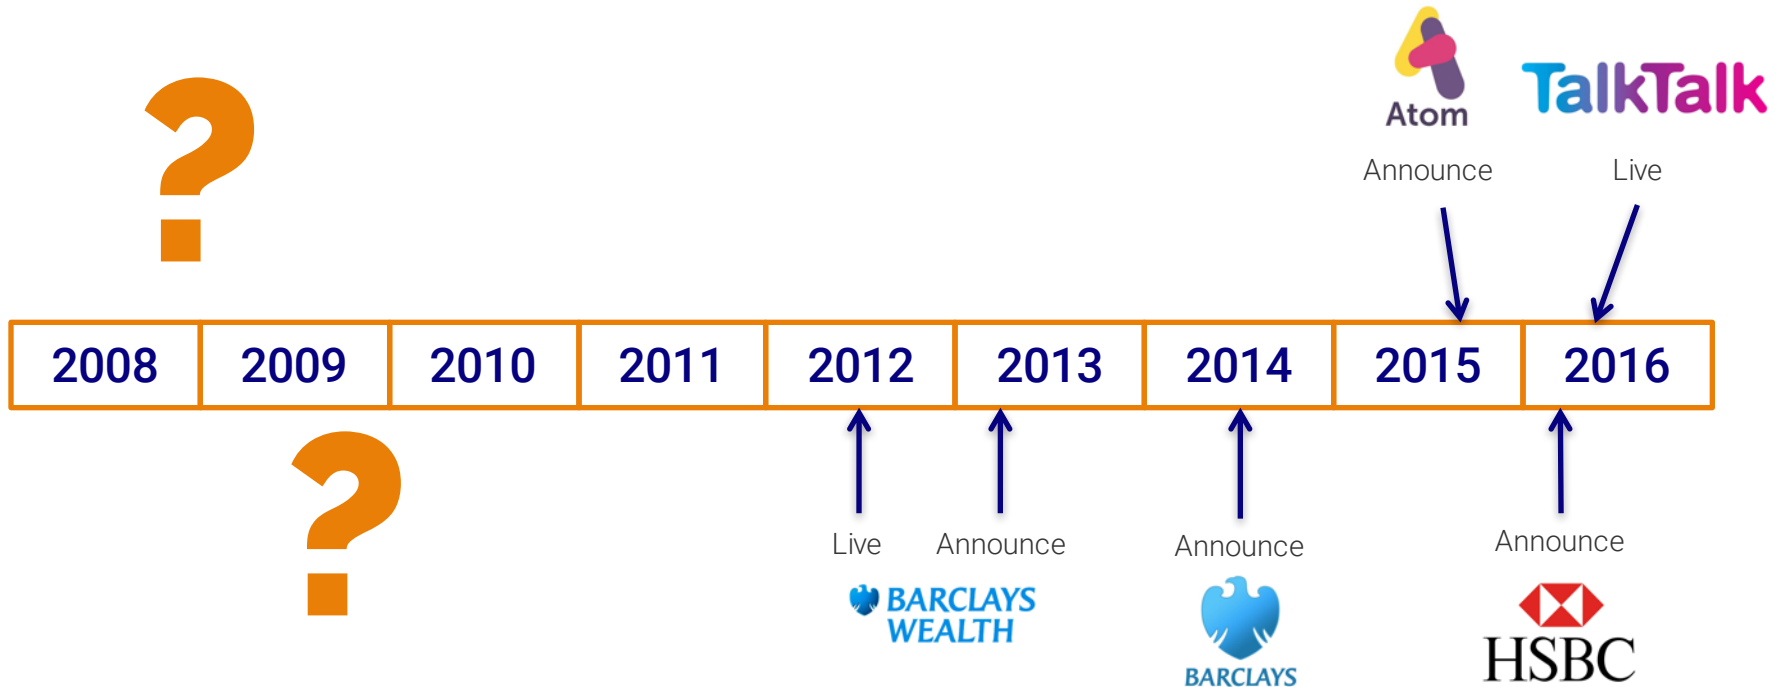 ?
Atom
TalkTalk
Announce
Live
2008 2009 2010 2011 2012 2013 2014 2015 2016
?
Live
Announce
Announce
Announce
BARCLAYS
WEALTH
BARCLAYS
HSBC